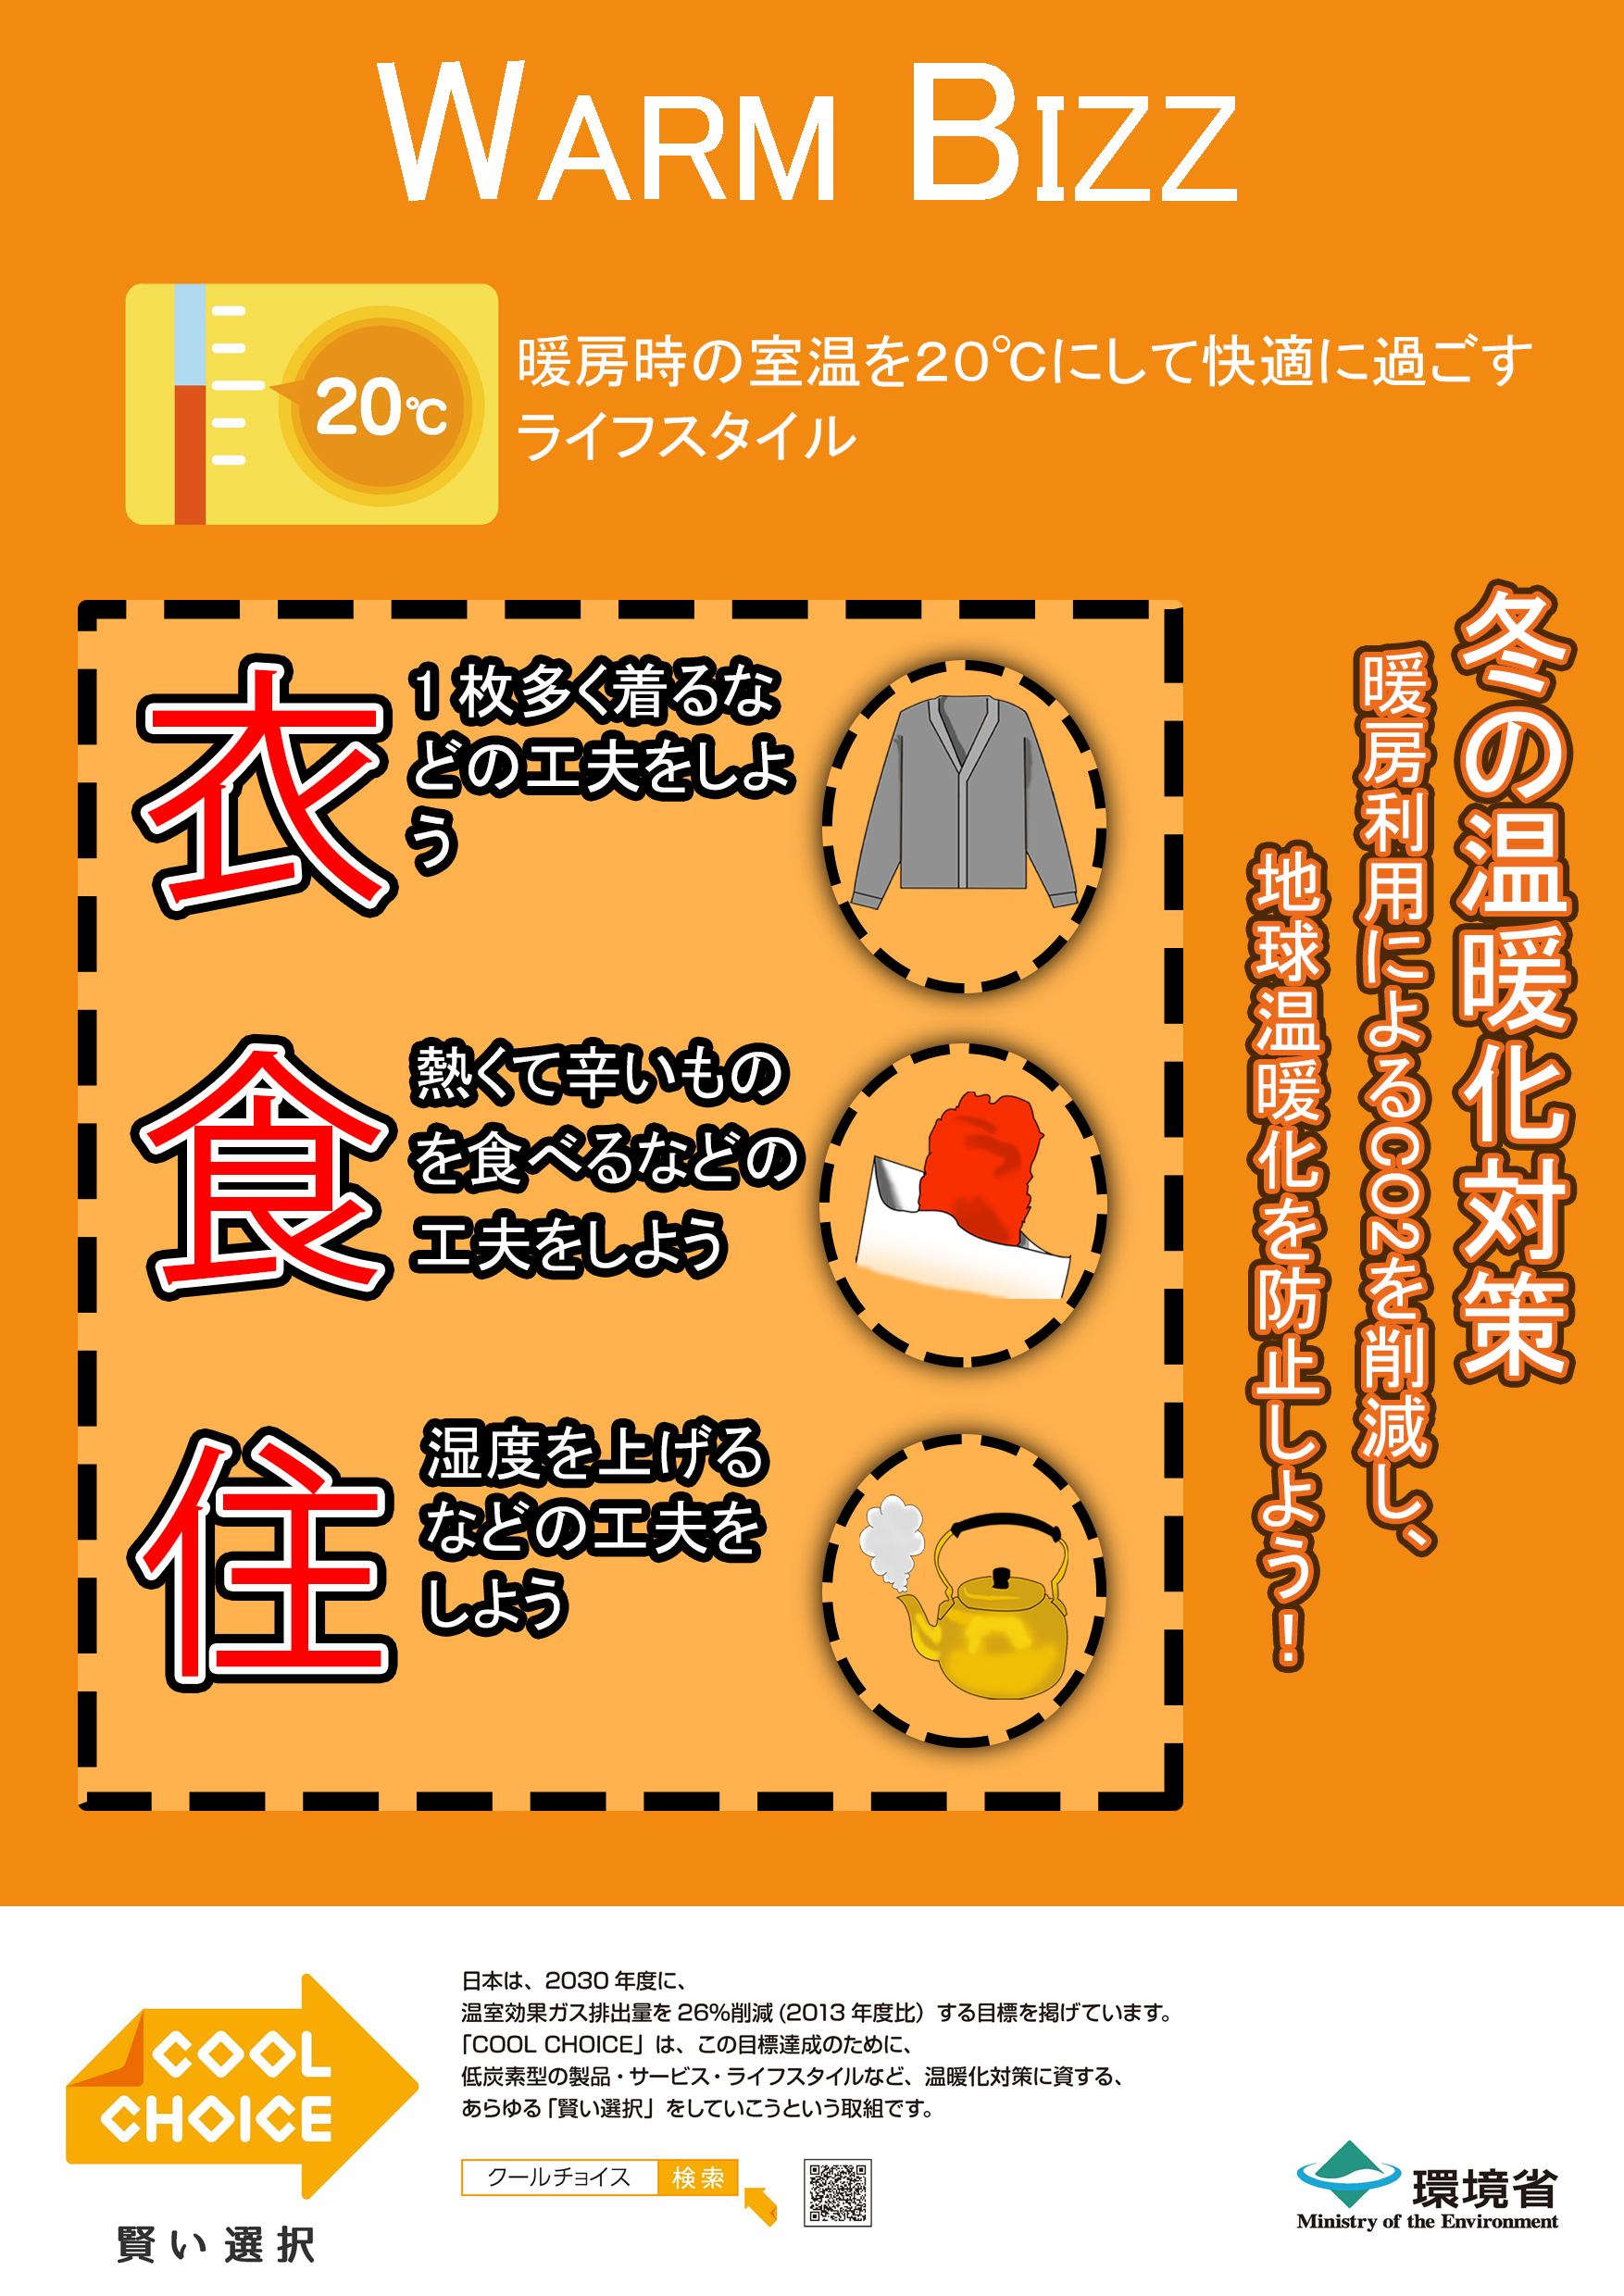 WARM BIZZ
20℃
暖房時の室温を20℃にして快適に過ごす
ライフスタイル
冬の温暖化対策
暖房利用によるCO2を削減し、
地球温暖化を防止しよう！
衣
1枚多く着るな
どの工夫をしよ
う
食
熱くて辛いもの
を食べるなどの
工夫をしよう
住
湿度を上げる
などの工夫を
しよう
COOL
CHOICE
賢い選択
日本は、2030年度に、
温室効果ガス排出量を26%削減(2013年度比）する目標を掲げています。
「COOL CHOICE」は、この目標達成のために、
低炭素型の製品・サービス・ライフスタイルなど、温暖化対策に資する、
あらゆる「賢い選択」をしていこうという取組です。
クールチョイス 検索
環境省
Ministry of the Environment